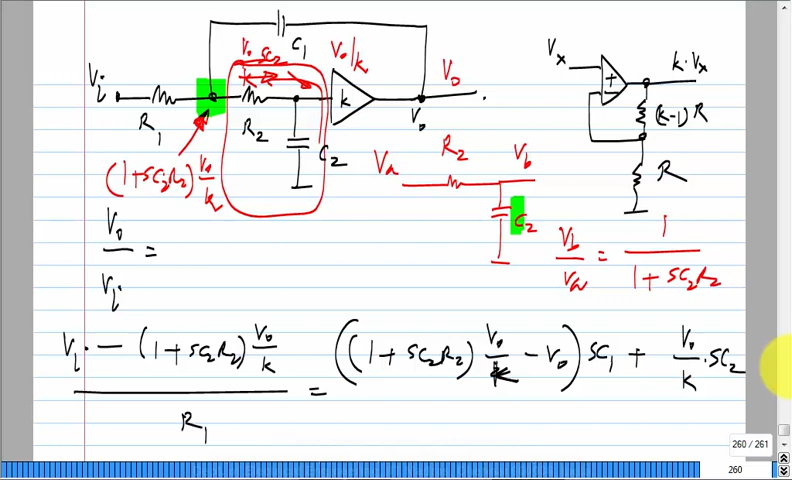 C₁
V₀/k
V₀
Vᵢ
R₁
V₀ sC₂
k
R₂
k
C₂
V₀
(1+sC₂R₂) V₀/k
Vₓ
+
−
k·Vₓ
(k-1)R
R
Vₐ
R₂
V_b
C₂
V_b/Vₐ = 1/(1+sC₂R₂)
V₀/Vᵢ =
(Vᵢ − (1+sC₂R₂) V₀/k)/R₁ = ((1+sC₂R₂) V₀/k − V₀) sC₁ + V₀/k · sC₂
260 / 261
260